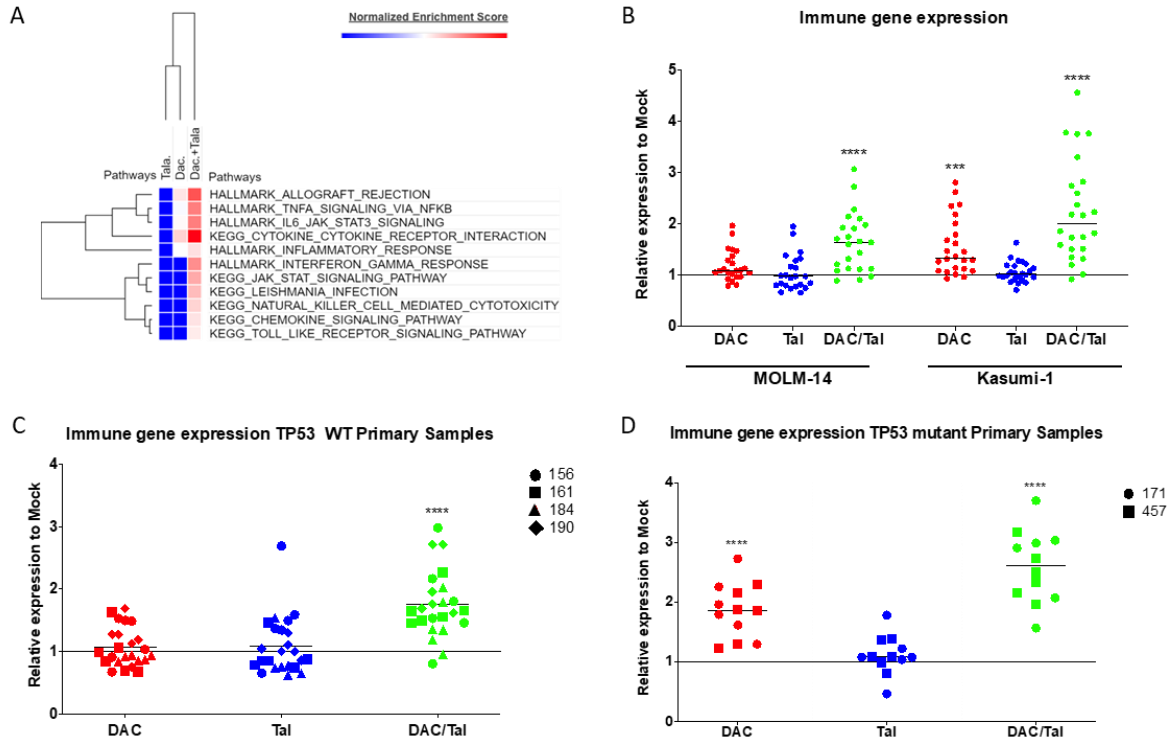 A
Normalized Enrichment Score
Pathways
Tala.
Dac.
Dac.+Tala
Pathways
HALLMARK_ALLOGRAFT_REJECTION
HALLMARK_TNFA_SIGNALING_VIA_NFKB
HALLMARK_IL6_JAK_STAT3_SIGNALING
KEGG_CYTOKINE_CYTOKINE_RECEPTOR_INTERACTION
HALLMARK_INFLAMMATORY_RESPONSE
HALLMARK_INTERFERON_GAMMA_RESPONSE
KEGG_JAK_STAT_SIGNALING_PATHWAY
KEGG_LEISHMANIA_INFECTION
KEGG_NATURAL_KILLER_CELL_MEDIATED_CYTOTOXICITY
KEGG_CHEMOKINE_SIGNALING_PATHWAY
KEGG_TOLL_LIKE_RECEPTOR_SIGNALING_PATHWAY
B
Immune gene expression
Relative expression to Mock
5
4
3
2
1
0
****
***
****
DAC Tal DAC/Tal DAC Tal DAC/Tal
MOLM-14 Kasumi-1
C
Immune gene expression TP53 WT Primary Samples
Relative expression to Mock
4
3
2
1
0
****
156
161
184
190
DAC Tal DAC/Tal
D
Immune gene expression TP53 mutant Primary Samples
Relative expression to Mock
4
3
2
1
0
****
****
171
457
DAC Tal DAC/Tal